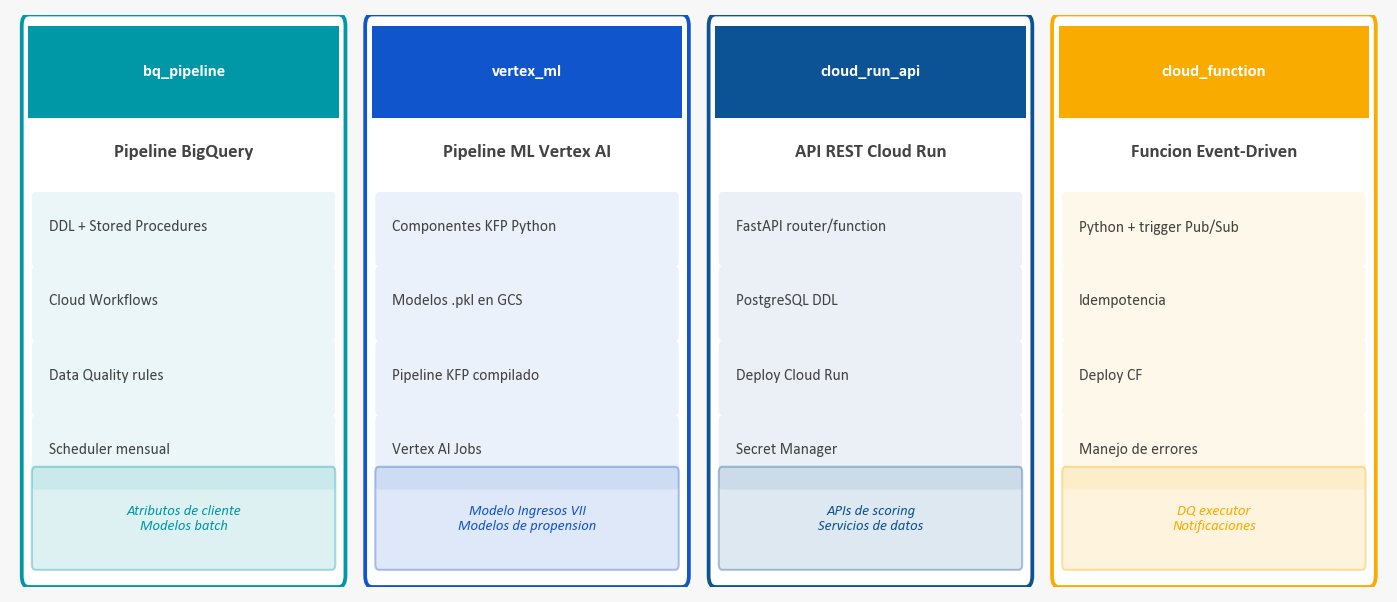 bq_pipeline
Pipeline BigQuery
DDL + Stored Procedures
Cloud Workflows
Data Quality rules
Scheduler mensual
Atributos de cliente
Modelos batch
vertex_ml
Pipeline ML Vertex AI
Componentes KFP Python
Modelos .pkl en GCS
Pipeline KFP compilado
Vertex AI Jobs
Modelo Ingresos VII
Modelos de propension
cloud_run_api
API REST Cloud Run
FastAPI router/function
PostgreSQL DDL
Deploy Cloud Run
Secret Manager
APIs de scoring
Servicios de datos
cloud_function
Funcion Event-Driven
Python + trigger Pub/Sub
Idempotencia
Deploy CF
Manejo de errores
DQ executor
Notificaciones